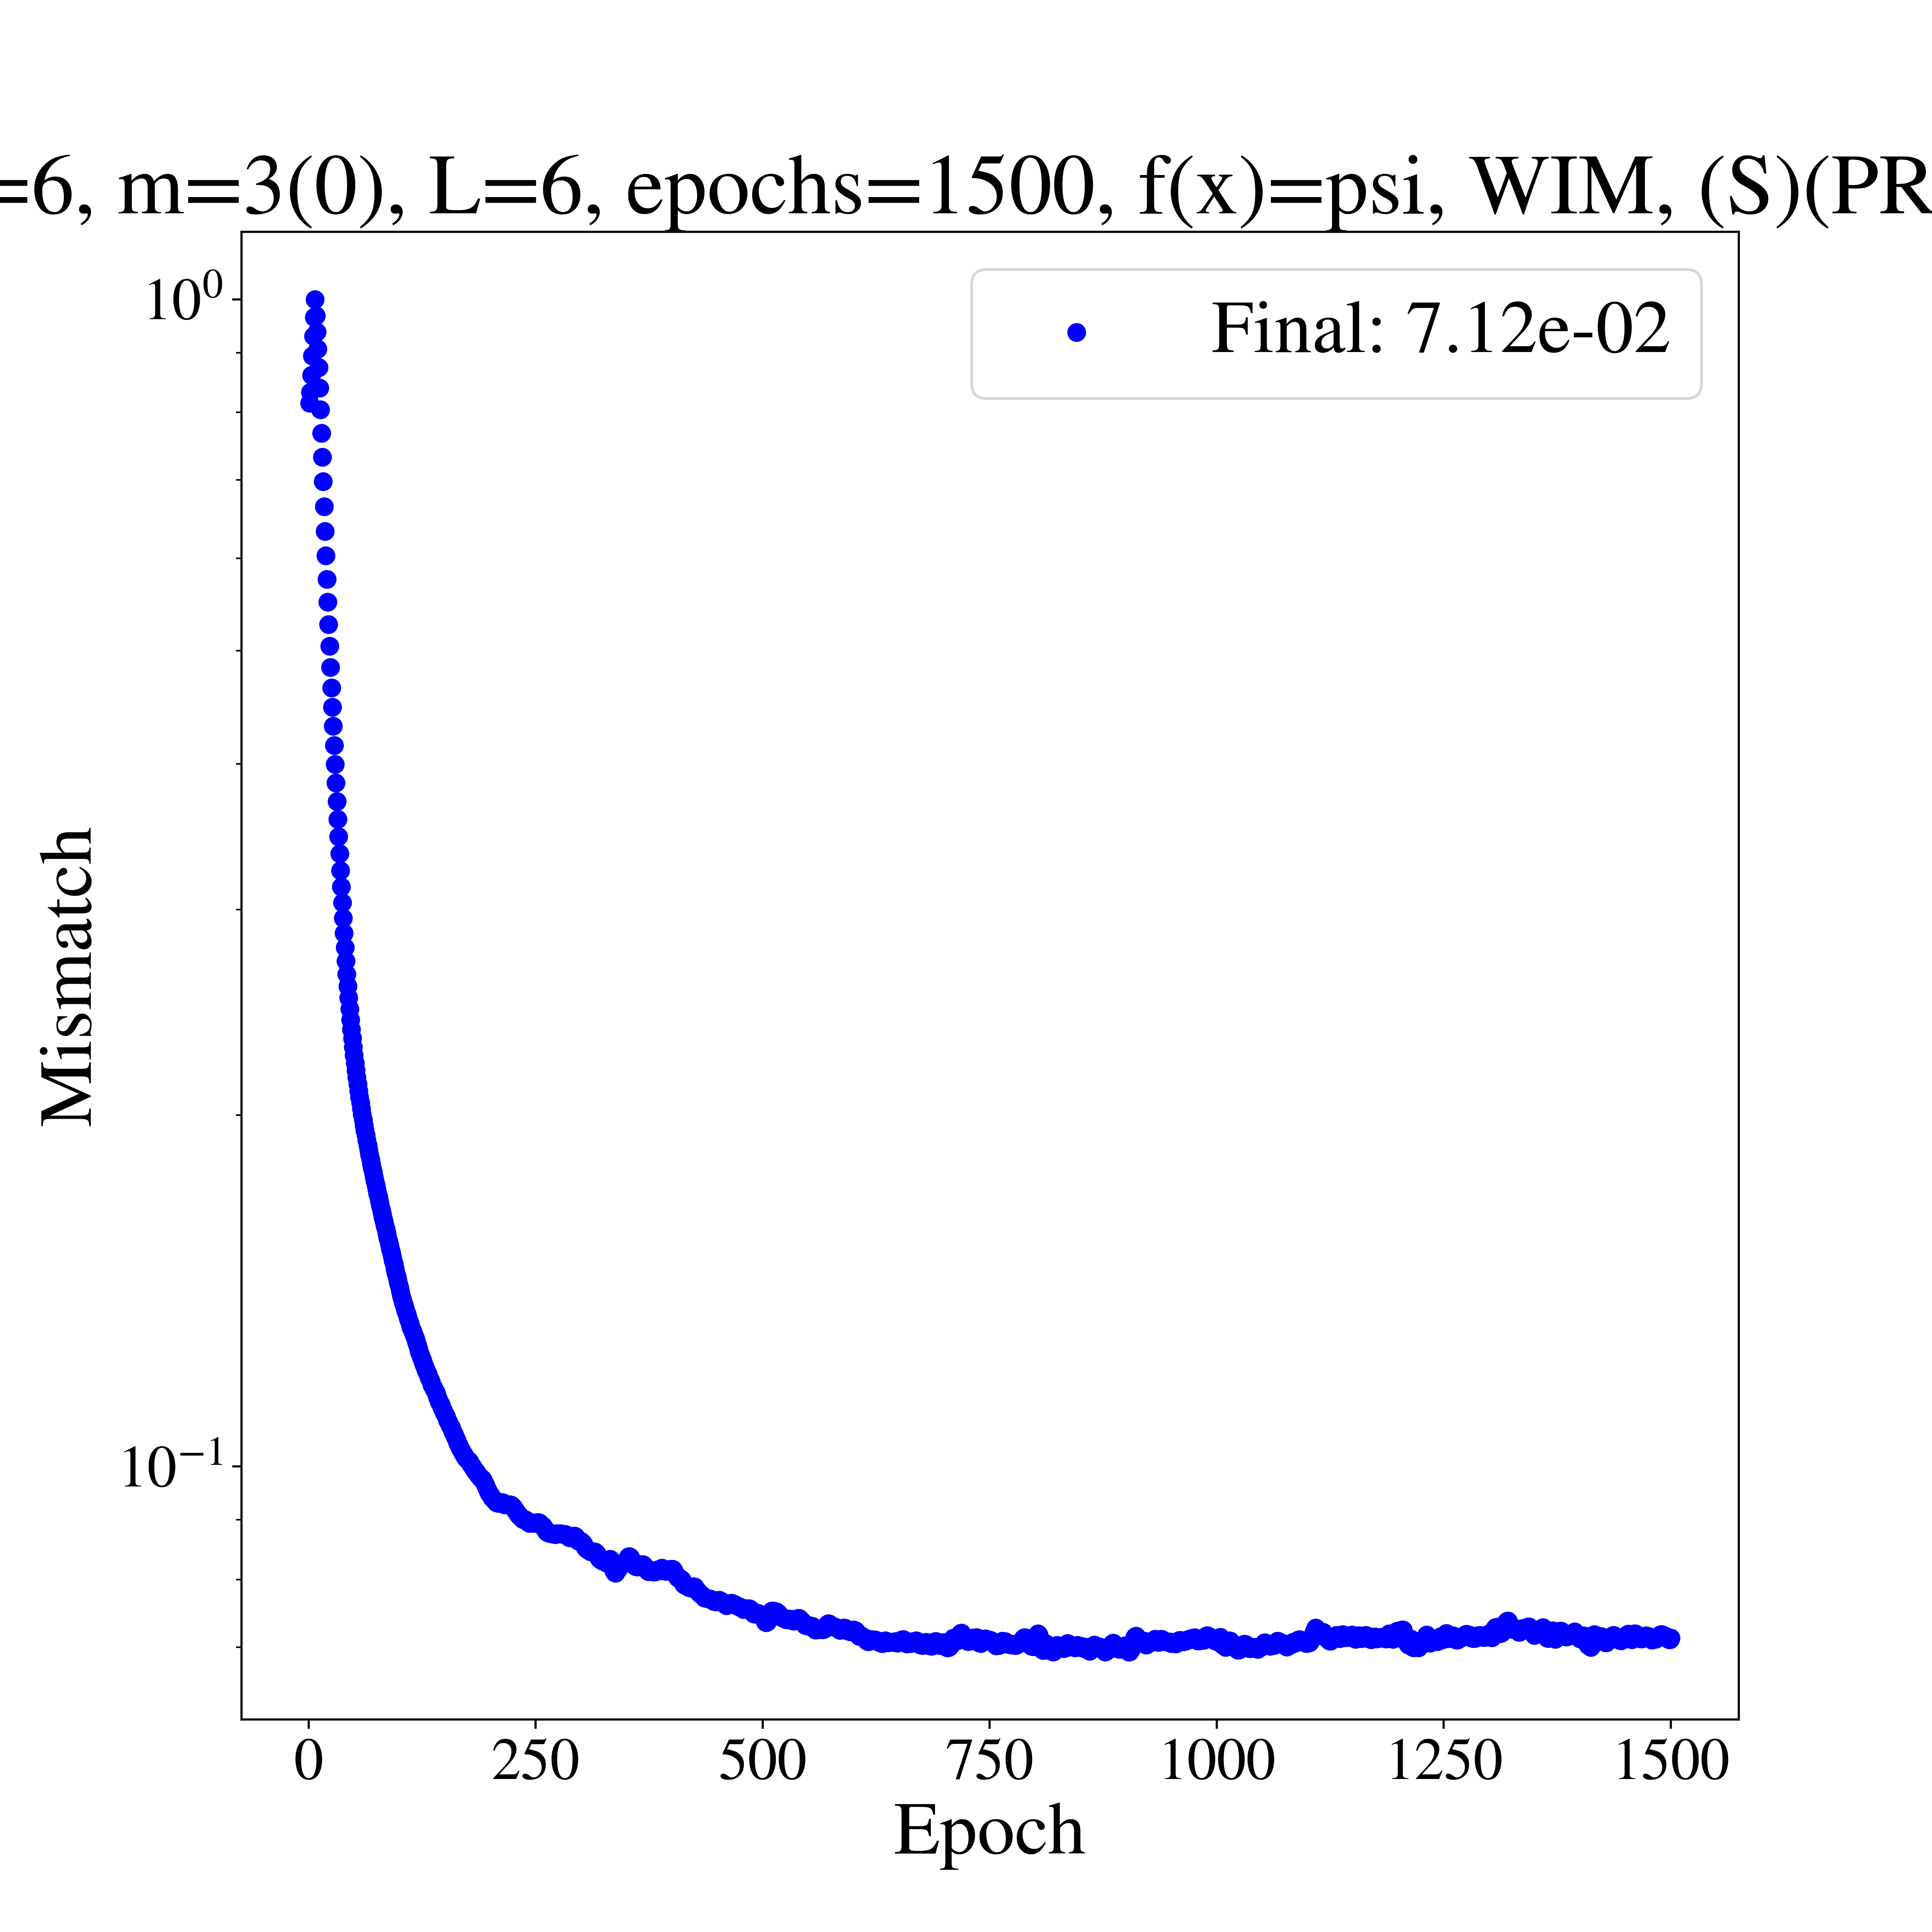 =6, m=3(0), L=6, epochs=1500, f(x)=psi, WIM, (S)(PR
10⁰
Final: 7.12e-02
Mismatch
10⁻¹
0 250 500 750 1000 1250 1500
Epoch